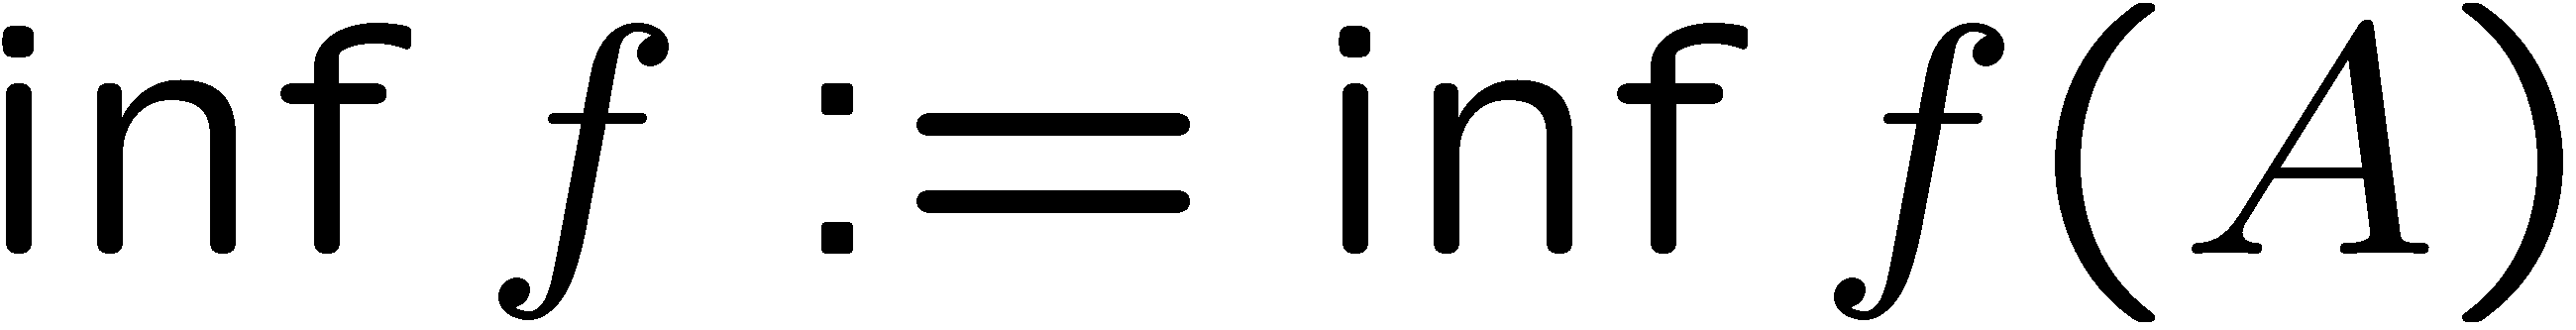 inf f := inf f(A)